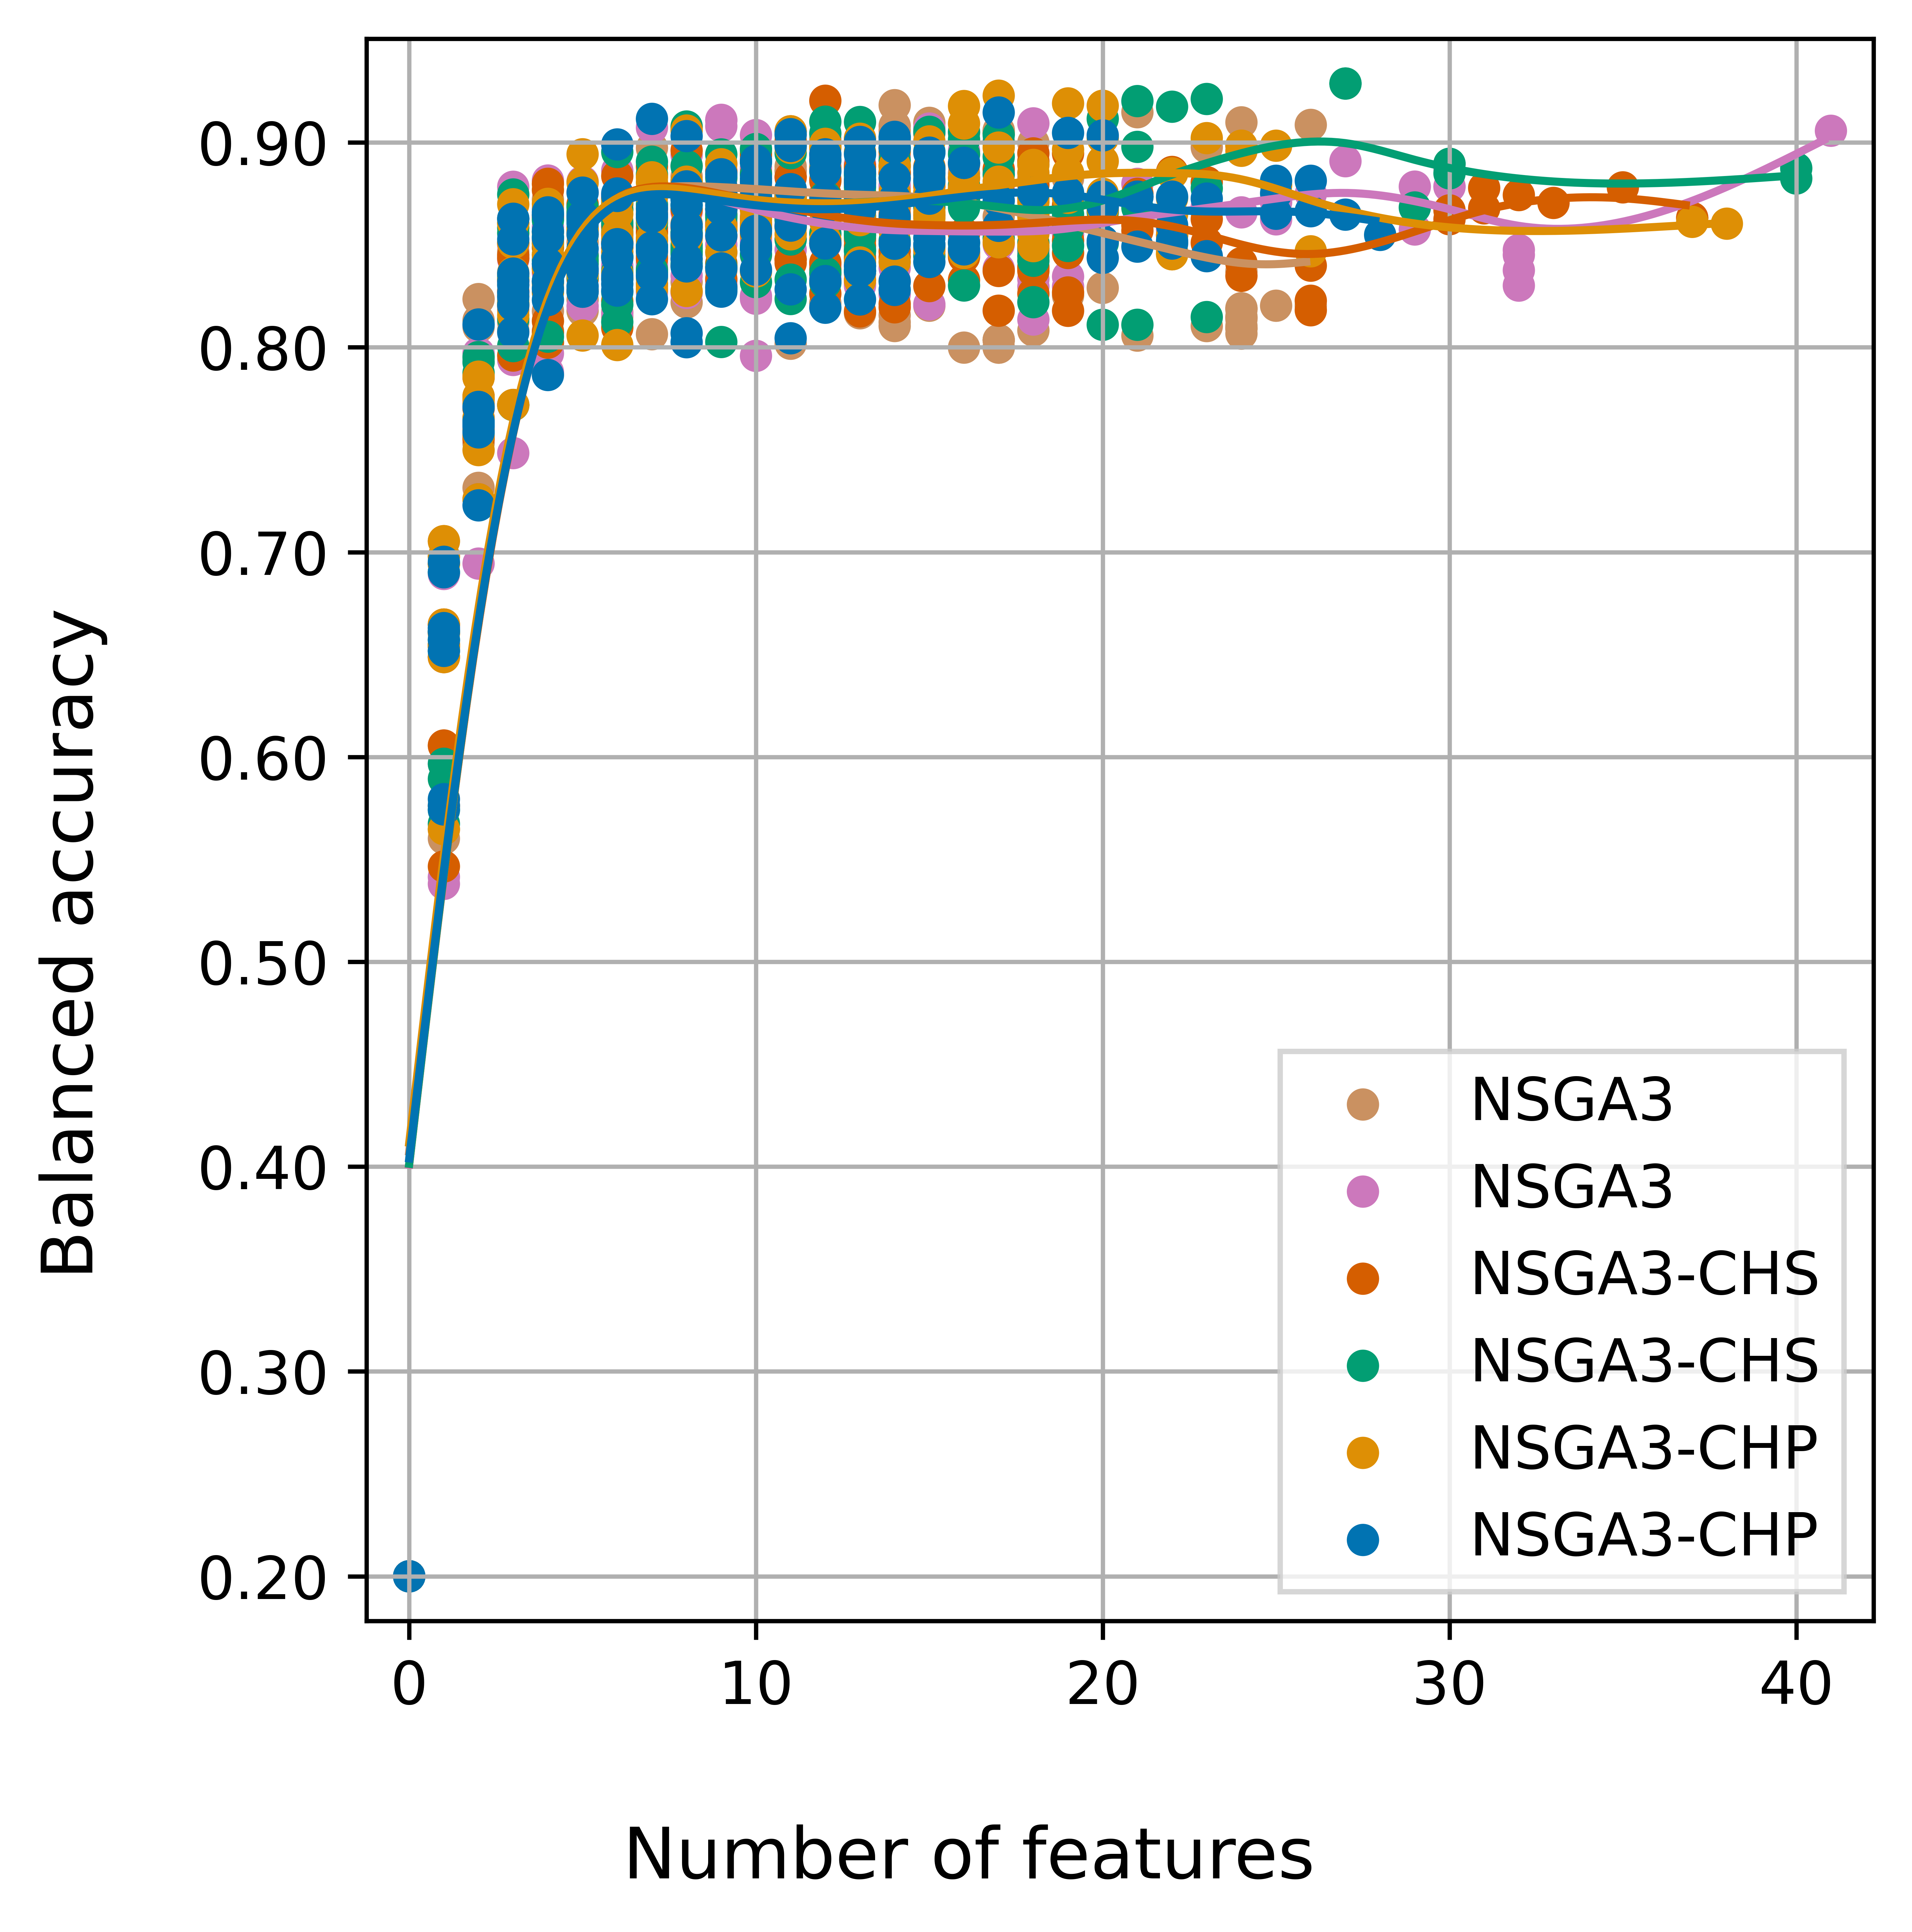 Balanced accuracy
0.90
0.80
0.70
0.60
0.50
0.40
0.30
0.20
NSGA3
NSGA3
NSGA3-CHS
NSGA3-CHS
NSGA3-CHP
NSGA3-CHP
0 10 20 30 40
Number of features